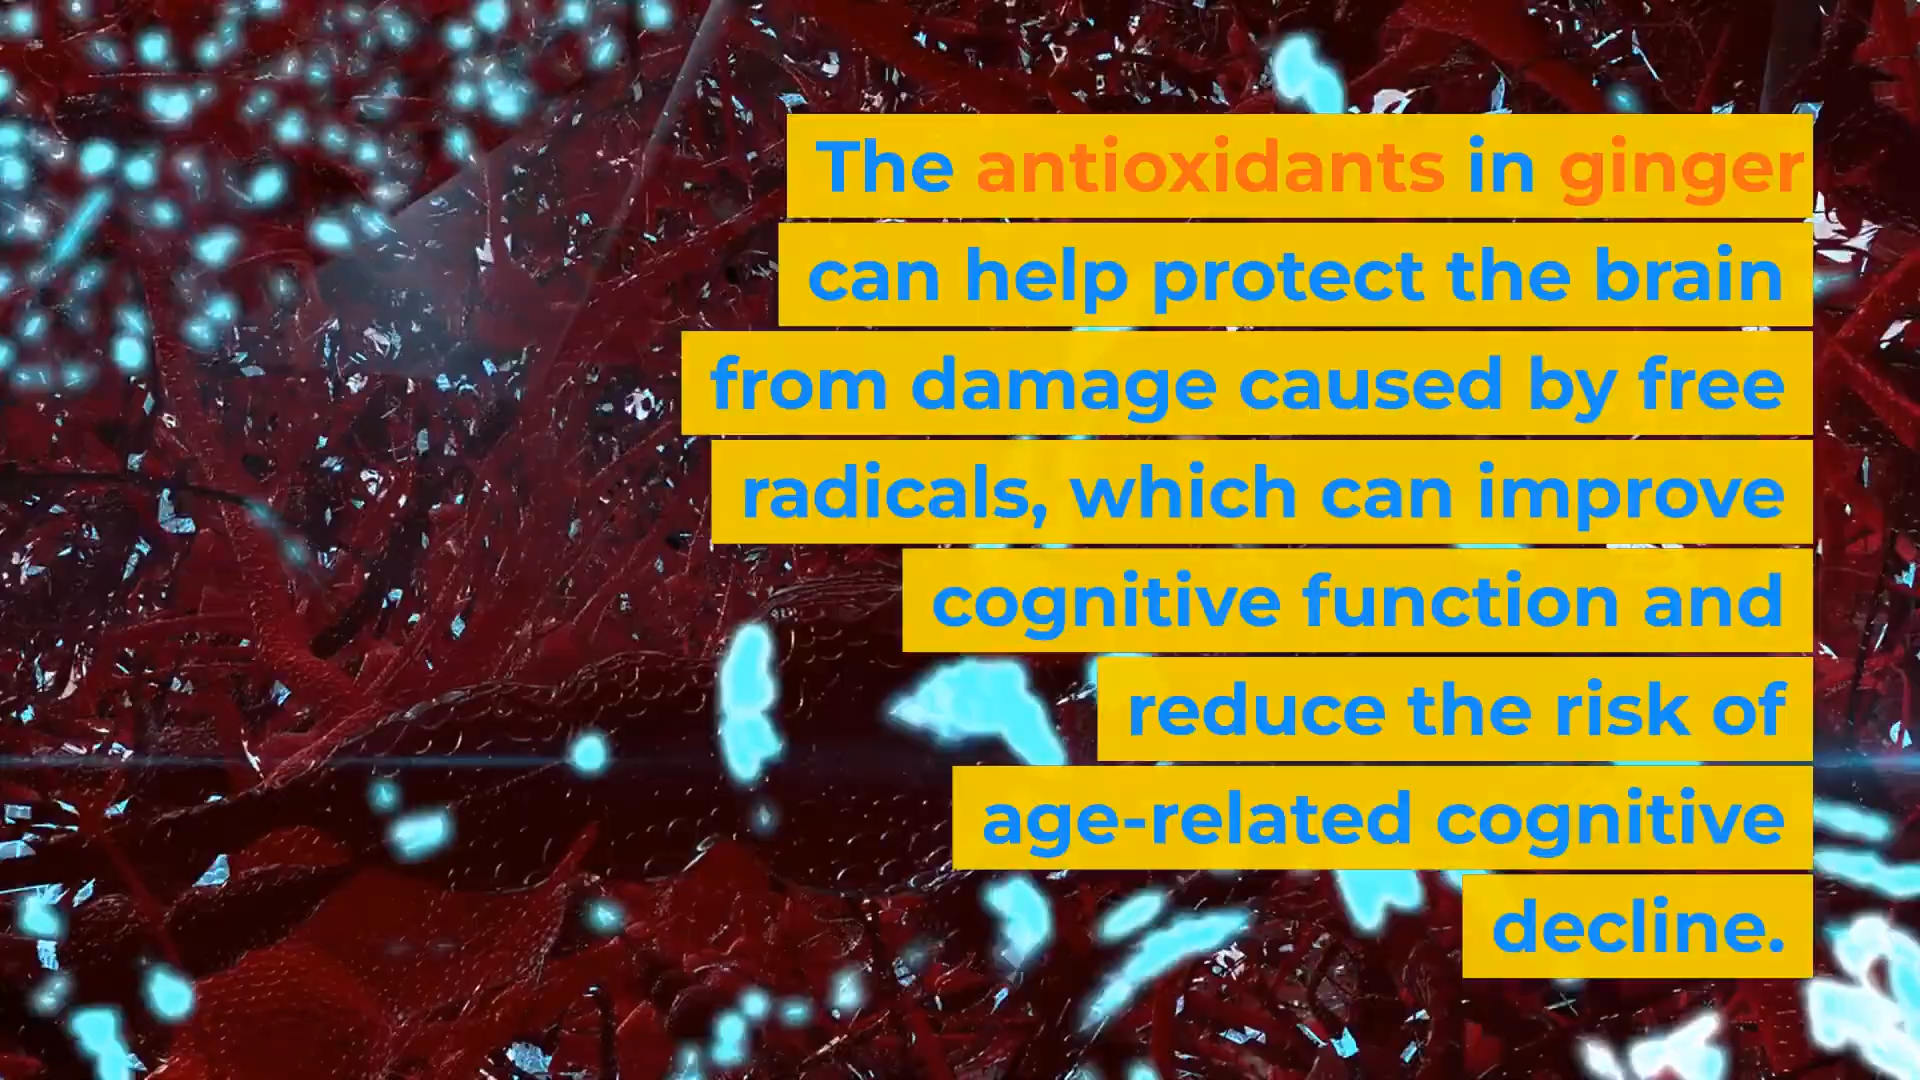 The antioxidants in ginger
can help protect the brain
from damage caused by free
radicals, which can improve
cognitive function and
reduce the risk of
age-related cognitive
decline.